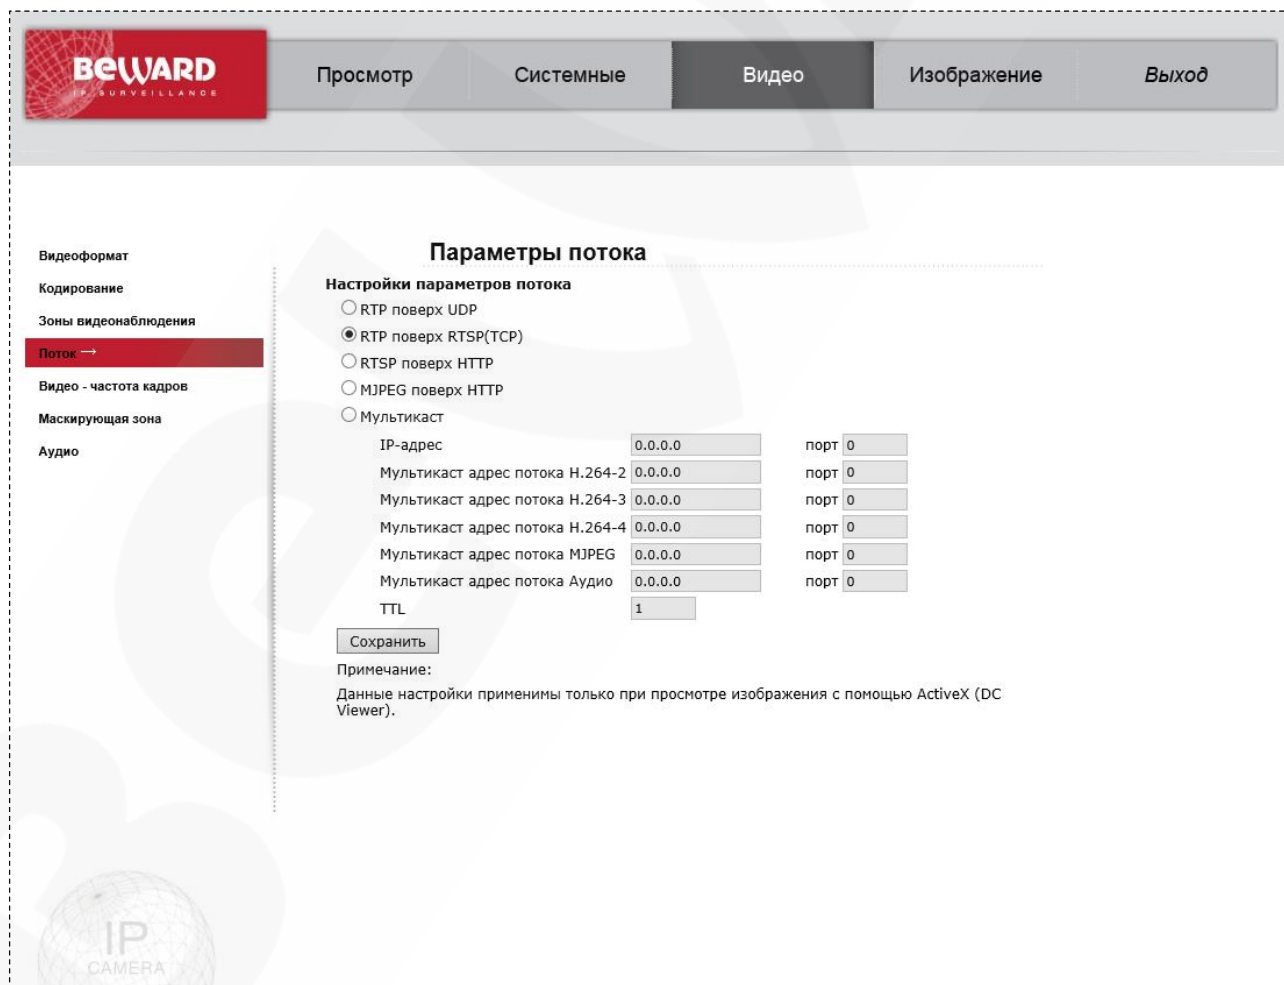 BEWARD
IP SURVEILLANCE
Просмотр Системные Видео Изображение Выход
Видеоформат
Кодирование
Зоны видеонаблюдения
Поток →
Видео - частота кадров
Маскирующая зона
Аудио
Параметры потока
Настройки параметров потока
RTP поверх UDP
RTP поверх RTSP(TCP)
RTSP поверх HTTP
MJPEG поверх HTTP
Мультикаст
IP-адрес 0.0.0.0 порт 0
Мультикаст адрес потока H.264-2 0.0.0.0 порт 0
Мультикаст адрес потока H.264-3 0.0.0.0 порт 0
Мультикаст адрес потока H.264-4 0.0.0.0 порт 0
Мультикаст адрес потока MJPEG 0.0.0.0 порт 0
Мультикаст адрес потока Аудио 0.0.0.0 порт 0
TTL 1
Сохранить
Примечание:
Данные настройки применимы только при просмотре изображения с помощью ActiveX (DC
Viewer).
IP
CAMERA